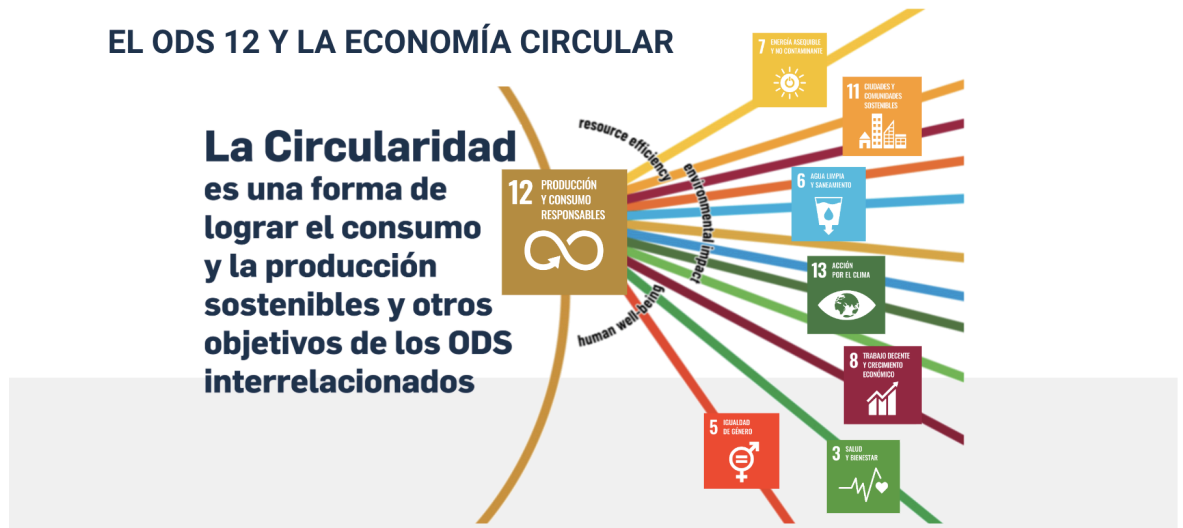 EL ODS 12 Y LA ECONOMÍA CIRCULAR
La Circularidad
es una forma de
lograr el consumo
y la producción
sostenibles y otros
objetivos de los ODS
interrelacionados
12 PRODUCCIÓN
Y CONSUMO
RESPONSABLES
resource efficiency
environmental impact
human well-being
7 ENERGÍA ASEQUIBLE
Y NO CONTAMINANTE
11 CIUDADES Y
COMUNIDADES
SOSTENIBLES
6 AGUA LIMPIA
Y SANEAMIENTO
13 ACCIÓN
POR EL CLIMA
8 TRABAJO DECENTE
Y CRECIMIENTO
ECONÓMICO
5 IGUALDAD
DE GÉNERO
3 SALUD
Y BIENESTAR